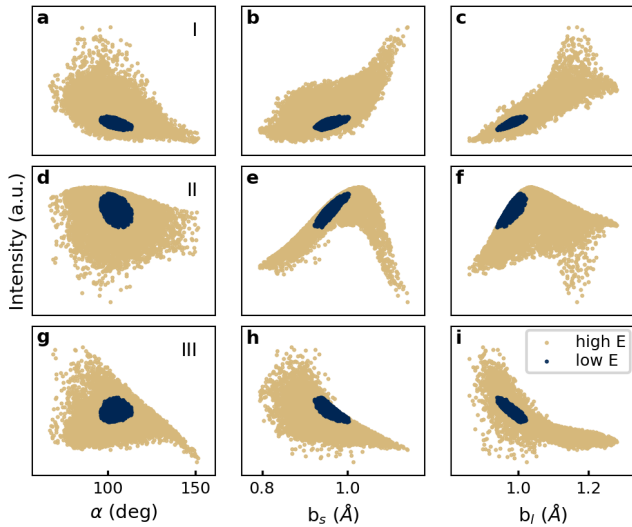 a
I
b
c
d
II
e
f
Intensity (a.u.)
g
III
h
i
high E
low E
100
150
0.8
1.0
1.0
1.2
α (deg)
b_s (Å)
b_l (Å)